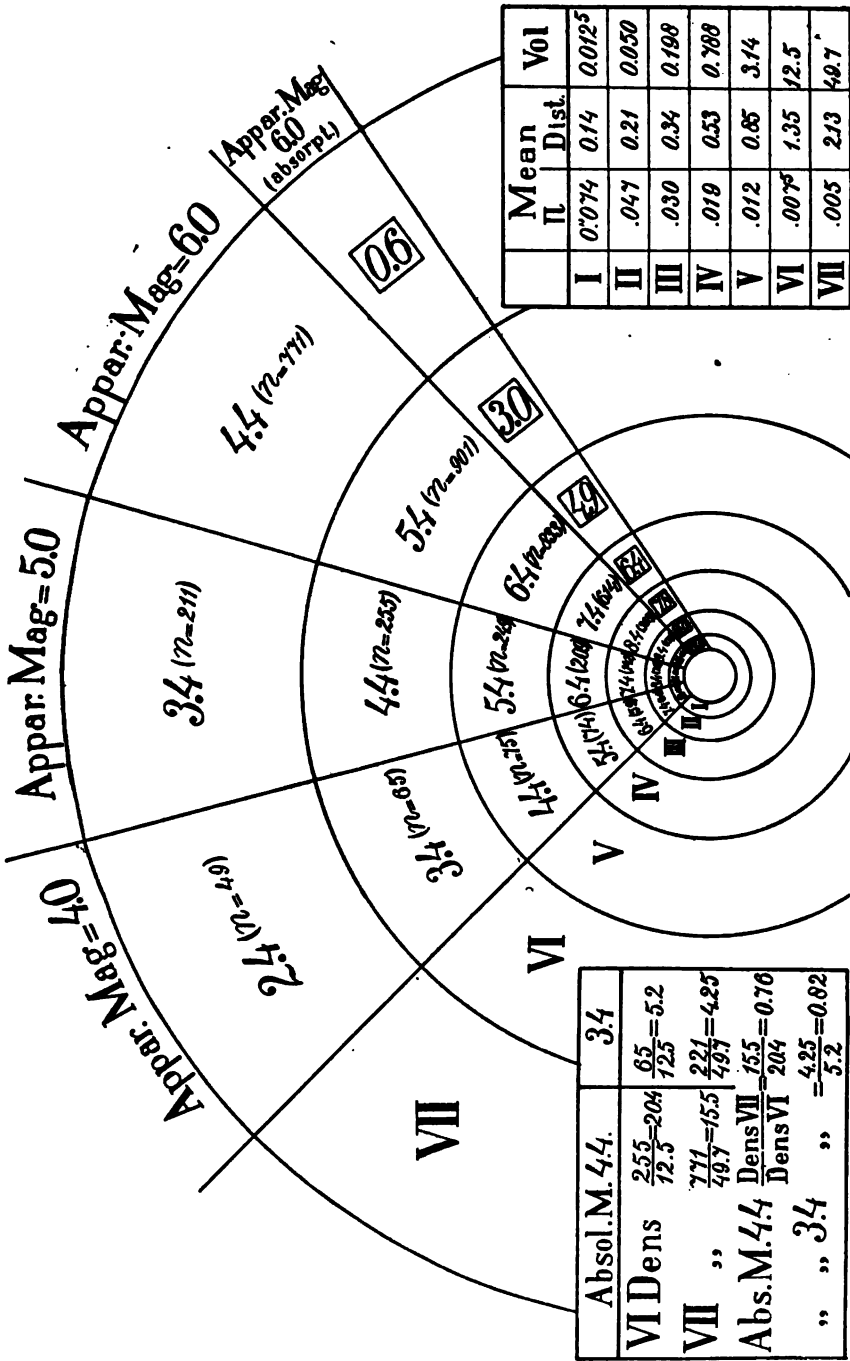 Appar. Mag=4.0
Appar. Mag=5.0
Appar. Mag=6.0
Appar. Mag
6.0
(absorpt.)
2.4 (n=49)
3.4 (n=211)
4.4 (n=771)
0.6
3.4 (n=65)
4.4 (n=255)
5.4 (n=901)
3.0
4.4 (n=75)
5.4 (n=245)
6.4 (n=833)
4.9
5.4 (74)
6.4 (209)
7.4
6.4
VII
VI
V
IV
III
II
I
Mean
Π Dist. Vol
I 0."074 0.14 0.012⁵
II .047 0.21 0.050
III .030 0.34 0.198
IV .019 0.53 0.788
V .012 0.85 3.14
VI .007⁵ 1.35 12.5
VII .005 2.13 49.7
Absol. M. 4.4. 3.4
VI Dens 255/12.5=20.4 65/12.5=5.2
VII „ 771/49.7=15.5 221/49.7=4.25
Abs. M. 4.4 Dens VII/Dens VI=15.5/20.4=0.76
„ „ 3.4 „ =4.25/5.2=0.82